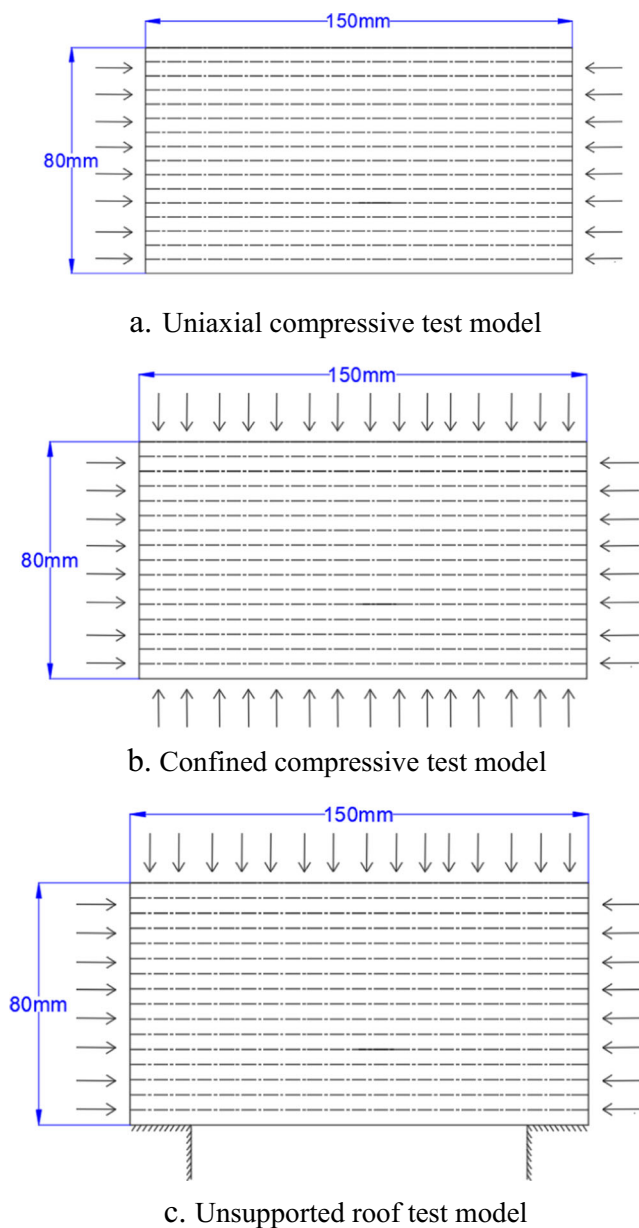 150mm
80mm
a. Uniaxial compressive test model
150mm
80mm
b. Confined compressive test model
150mm
80mm
c. Unsupported roof test model